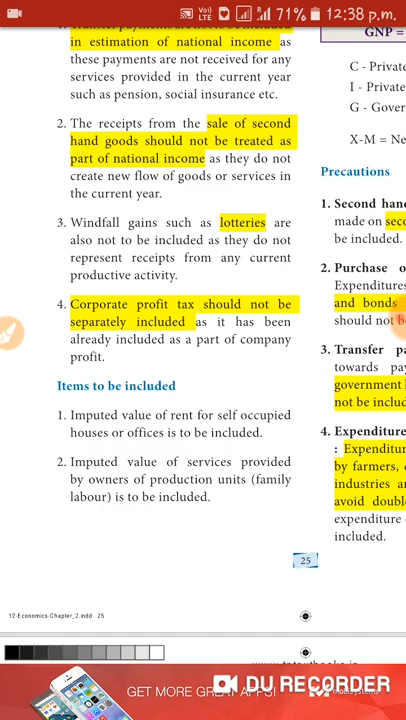 VoD LTE R 71% 12:38 p.m.
in estimation of national income as
these payments are not received for any
services provided in the current year
such as pension, social insurance etc.
2. The receipts from the sale of second
hand goods should not be treated as
part of national income as they do not
create new flow of goods or services in
the current year.
3. Windfall gains such as lotteries are
also not to be included as they do not
represent receipts from any current
productive activity.
4. Corporate profit tax should not be
separately included as it has been
already included as a part of company
profit.
Items to be included
1. Imputed value of rent for self occupied
houses or offices is to be included.
2. Imputed value of services provided
by owners of production units (family
labour) is to be included.
GNP =
C - Private
I - Private
G - Gover
X-M = Ne
Precautions
1. Second hand
made on seco
be included.
2. Purchase o
Expenditures
and bonds
should not b
3. Transfer pa
towards pay
government
not be includ
4. Expenditure
: Expenditur
by farmers,
industries a
avoid doubl
expenditure
included.
25
12-Economics-Chapter_2.indd 25
GET MORE GREAT APPS!
DU RECORDER